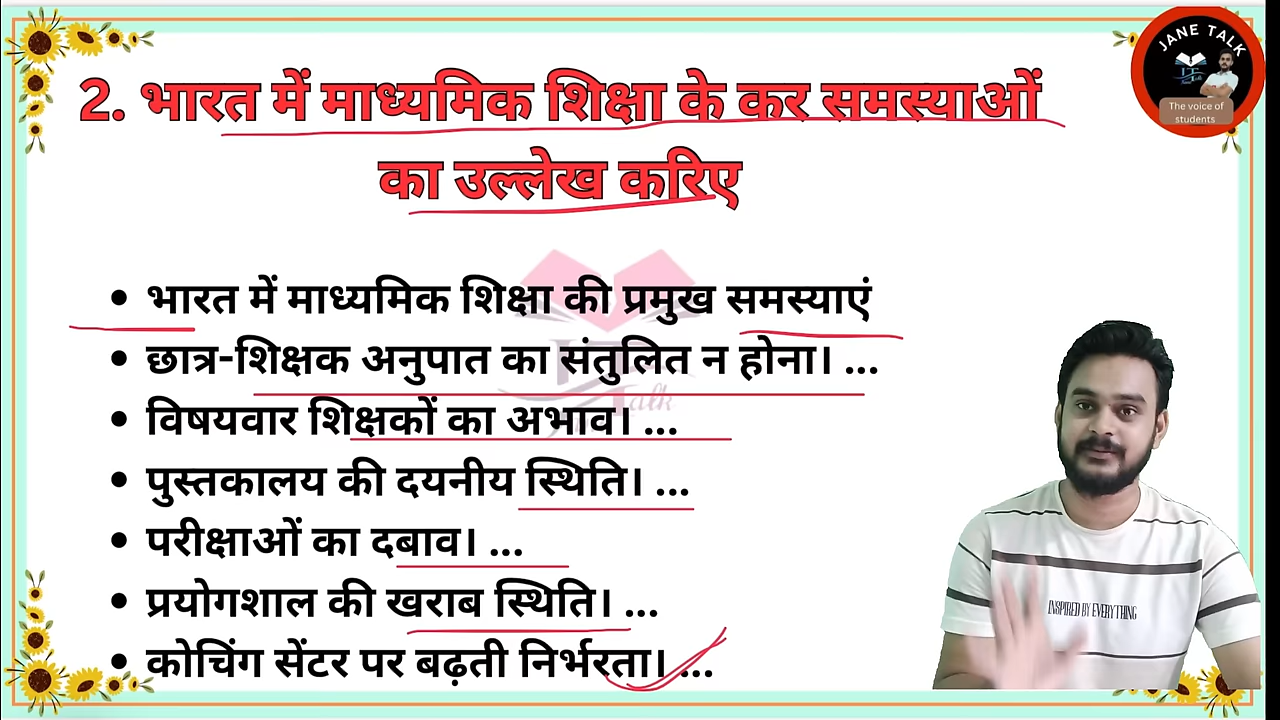 JANE TALK
The voice of
students
2. भारत में माध्यमिक शिक्षा के कर समस्याओं
का उल्लेख करिए
• भारत में माध्यमिक शिक्षा की प्रमुख समस्याएं
• छात्र-शिक्षक अनुपात का संतुलित न होना। ...
• विषयवार शिक्षकों का अभाव। ...
• पुस्तकालय की दयनीय स्थिति। ...
• परीक्षाओं का दबाव। ...
• प्रयोगशाल की खराब स्थिति। ...
• कोचिंग सेंटर पर बढ़ती निर्भरता। ...
INSPIRED BY EVERYTHING